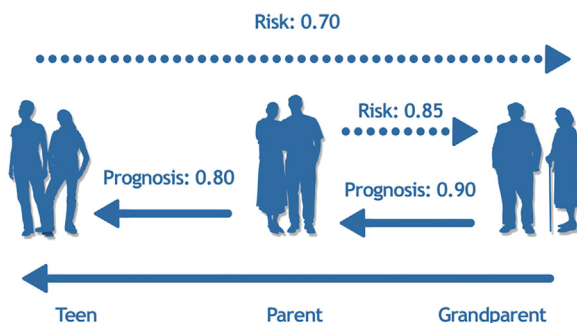 Risk: 0.70
Risk: 0.85
Prognosis: 0.80
Prognosis: 0.90
Teen
Parent
Grandparent